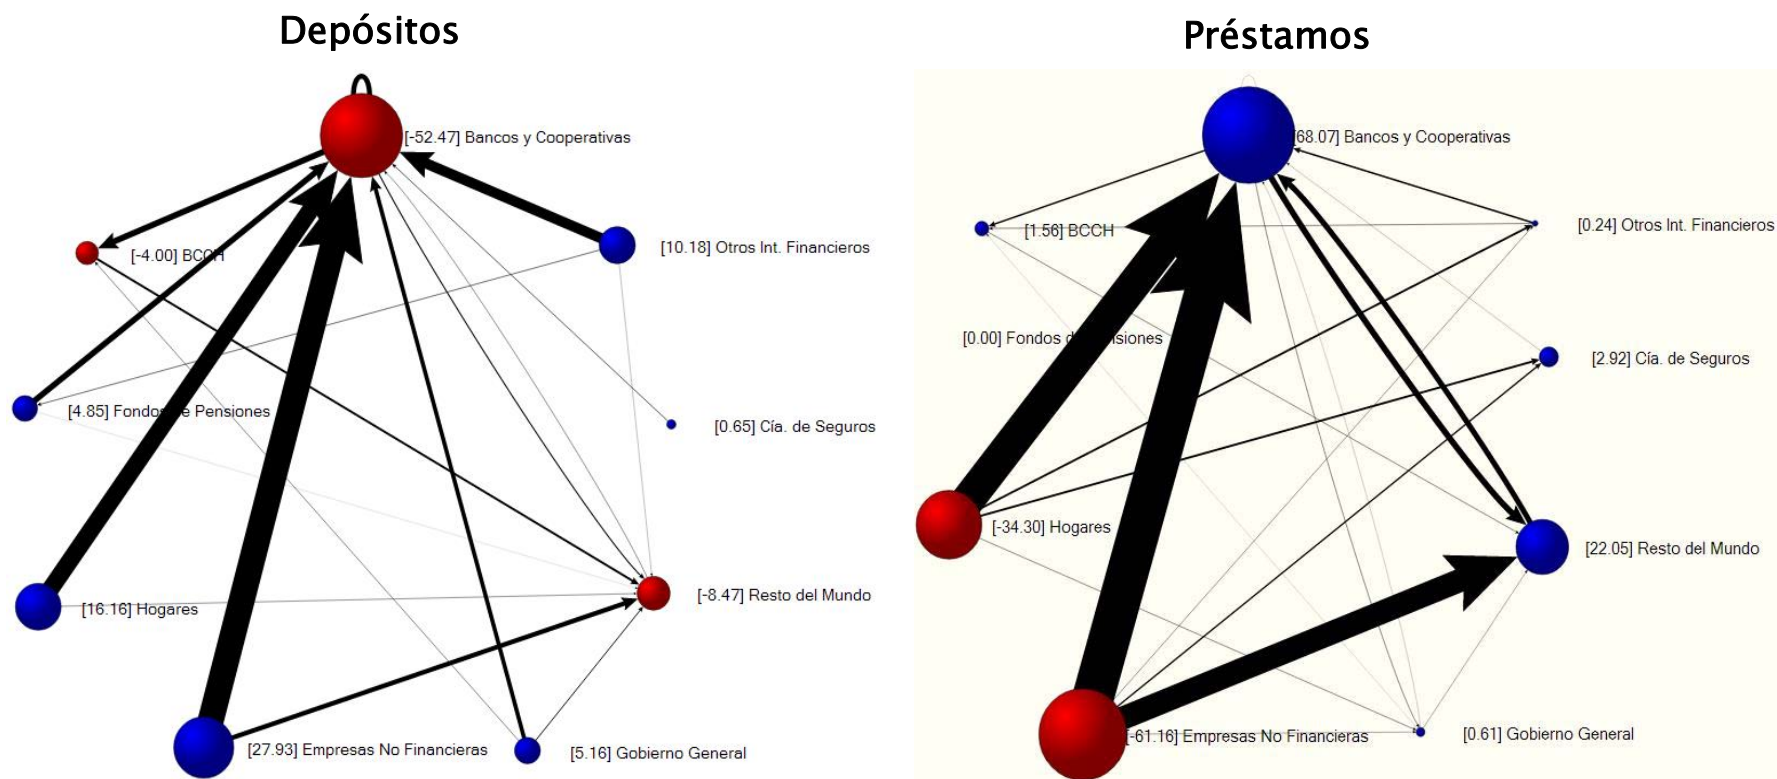 Depósitos
[-52.47] Bancos y Cooperativas
[-4.00] BCCH
[10.18] Otros Int. Financieros
[4.85] Fondos de Pensiones
[0.65] Cía. de Seguros
[16.16] Hogares
[-8.47] Resto del Mundo
[27.93] Empresas No Financieras
[5.16] Gobierno General
Préstamos
[68.07] Bancos y Cooperativas
[1.56] BCCH
[0.24] Otros Int. Financieros
[0.00] Fondos de Pensiones
[2.92] Cía. de Seguros
[-34.30] Hogares
[22.05] Resto del Mundo
[-61.16] Empresas No Financieras
[0.61] Gobierno General